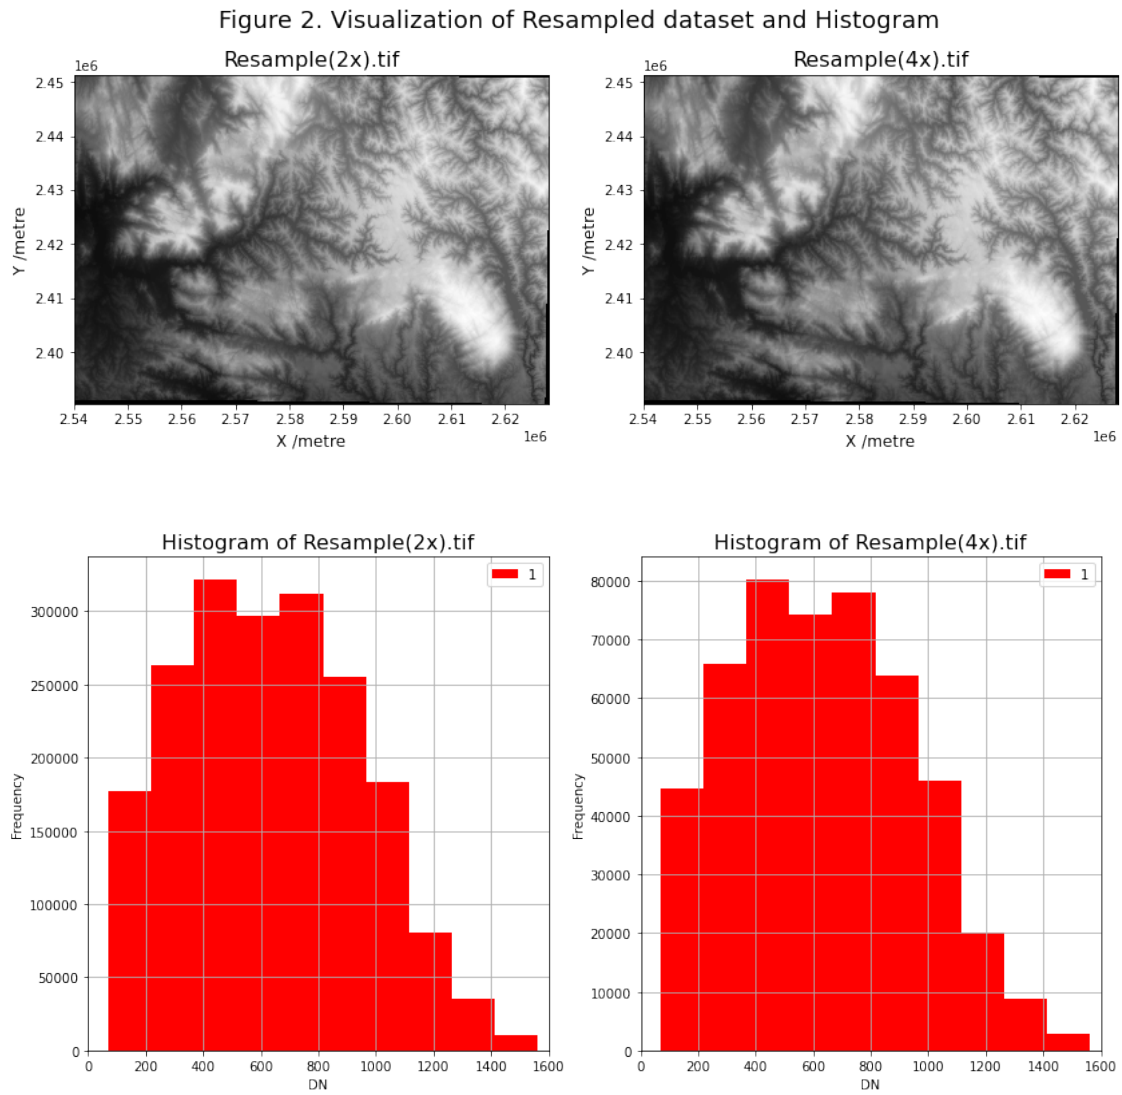 Figure 2. Visualization of Resampled dataset and Histogram
Resample(2x).tif
1e6
2.45
2.44
2.43
2.42
2.41
2.40
Y /metre
2.54 2.55 2.56 2.57 2.58 2.59 2.60 2.61 2.62
1e6
X /metre
Resample(4x).tif
1e6
2.45
2.44
2.43
2.42
2.41
2.40
Y /metre
2.54 2.55 2.56 2.57 2.58 2.59 2.60 2.61 2.62
1e6
X /metre
Histogram of Resample(2x).tif
1
300000
250000
200000
150000
100000
50000
0
Frequency
0 200 400 600 800 1000 1200 1400 1600
DN
Histogram of Resample(4x).tif
1
80000
70000
60000
50000
40000
30000
20000
10000
0
Frequency
0 200 400 600 800 1000 1200 1400 1600
DN